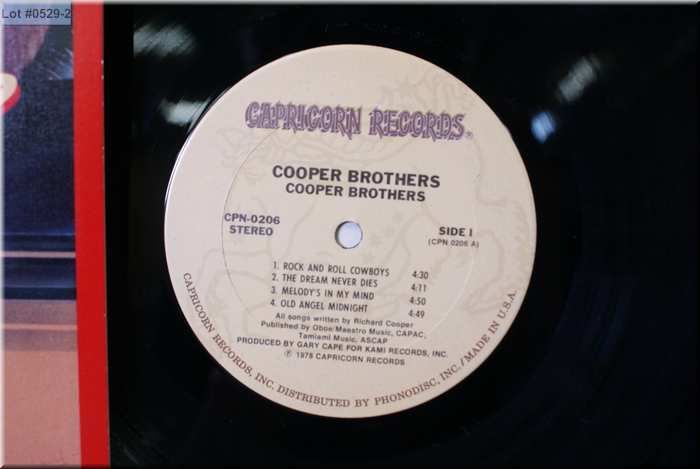 Lot #0529-2
CAPRICORN RECORDS®
COOPER BROTHERS
COOPER BROTHERS
CPN-0206
STEREO
SIDE I
(CPN 0206 A)
1. ROCK AND ROLL COWBOYS 4:30
2. THE DREAM NEVER DIES 4:11
3. MELODY'S IN MY MIND 4:50
4. OLD ANGEL MIDNIGHT 4:49
All songs written by Richard Cooper
Published by Oboe/Maestro Music, CAPAC,
Tamiami Music, ASCAP
PRODUCED BY GARY CAPE FOR KAMI RECORDS, INC.
℗ 1978 CAPRICORN RECORDS
CAPRICORN RECORDS, INC. DISTRIBUTED BY PHONODISC, INC./MADE IN U.S.A.